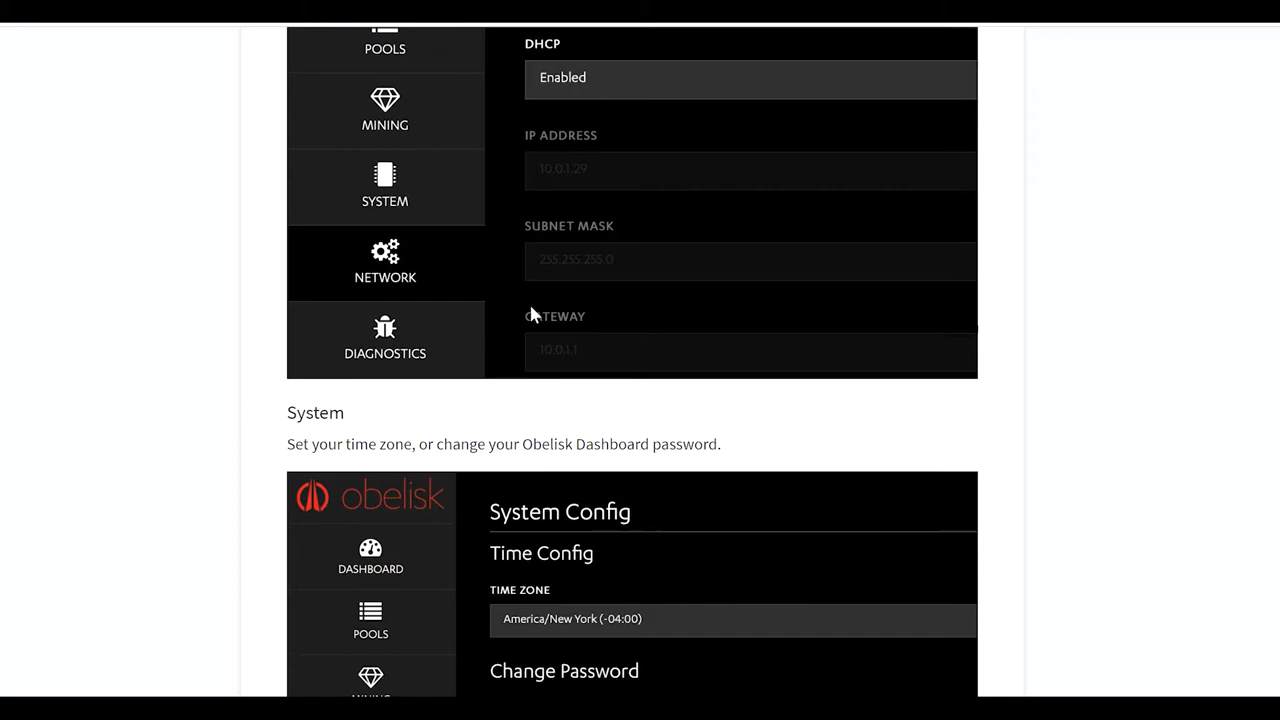 POOLS
MINING
SYSTEM
NETWORK
DIAGNOSTICS
DHCP
Enabled
IP ADDRESS
10.0.1.29
SUBNET MASK
255.255.255.0
GATEWAY
10.0.1.1
System
Set your time zone, or change your Obelisk Dashboard password.
obelisk
DASHBOARD
POOLS
MINING
System Config
Time Config
TIME ZONE
America/New York (-04:00)
Change Password